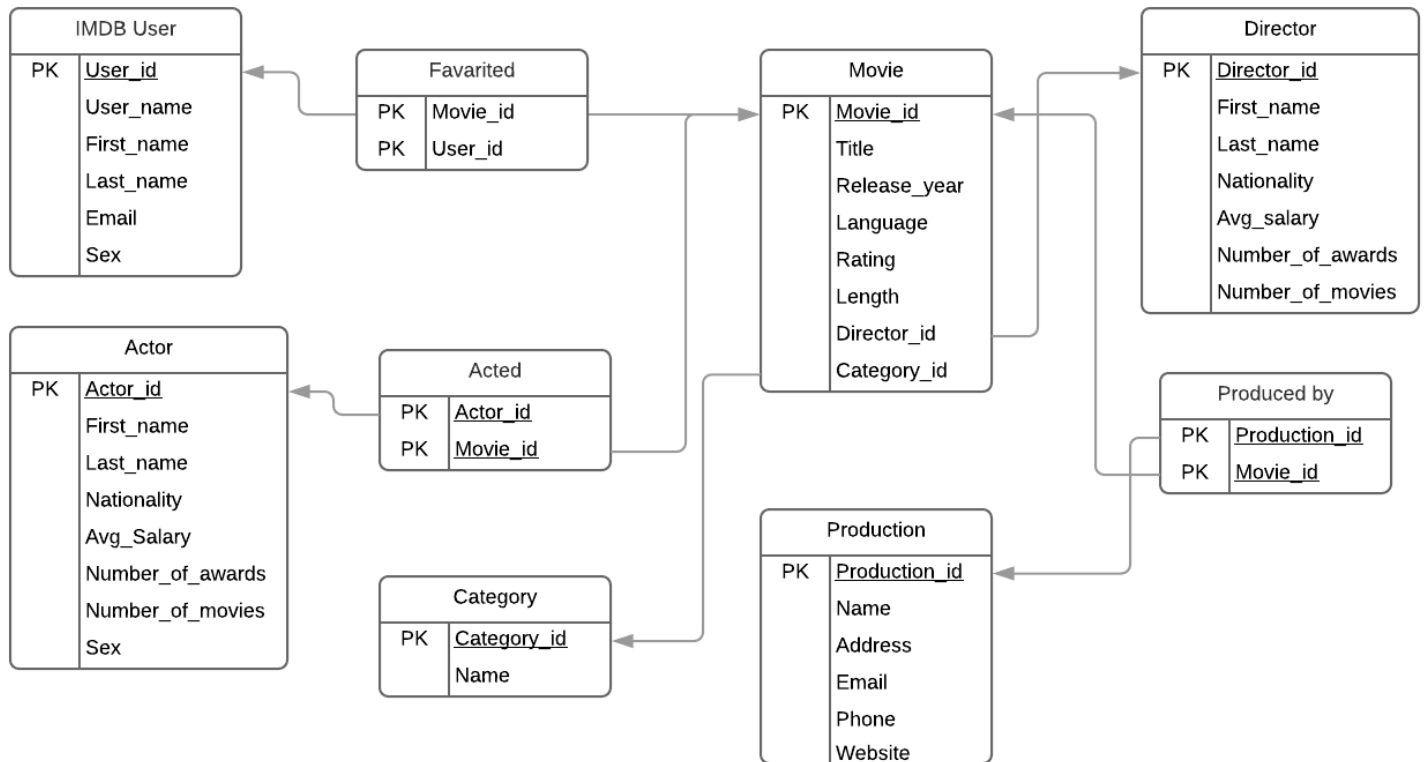 IMDB User
PK User_id
User_name
First_name
Last_name
Email
Sex
Favarited
PK Movie_id
PK User_id
Movie
PK Movie_id
Title
Release_year
Language
Rating
Length
Director_id
Category_id
Director
PK Director_id
First_name
Last_name
Nationality
Avg_salary
Number_of_awards
Number_of_movies
Actor
PK Actor_id
First_name
Last_name
Nationality
Avg_Salary
Number_of_awards
Number_of_movies
Sex
Acted
PK Actor_id
PK Movie_id
Produced by
PK Production_id
PK Movie_id
Category
PK Category_id
Name
Production
PK Production_id
Name
Address
Email
Phone
Website